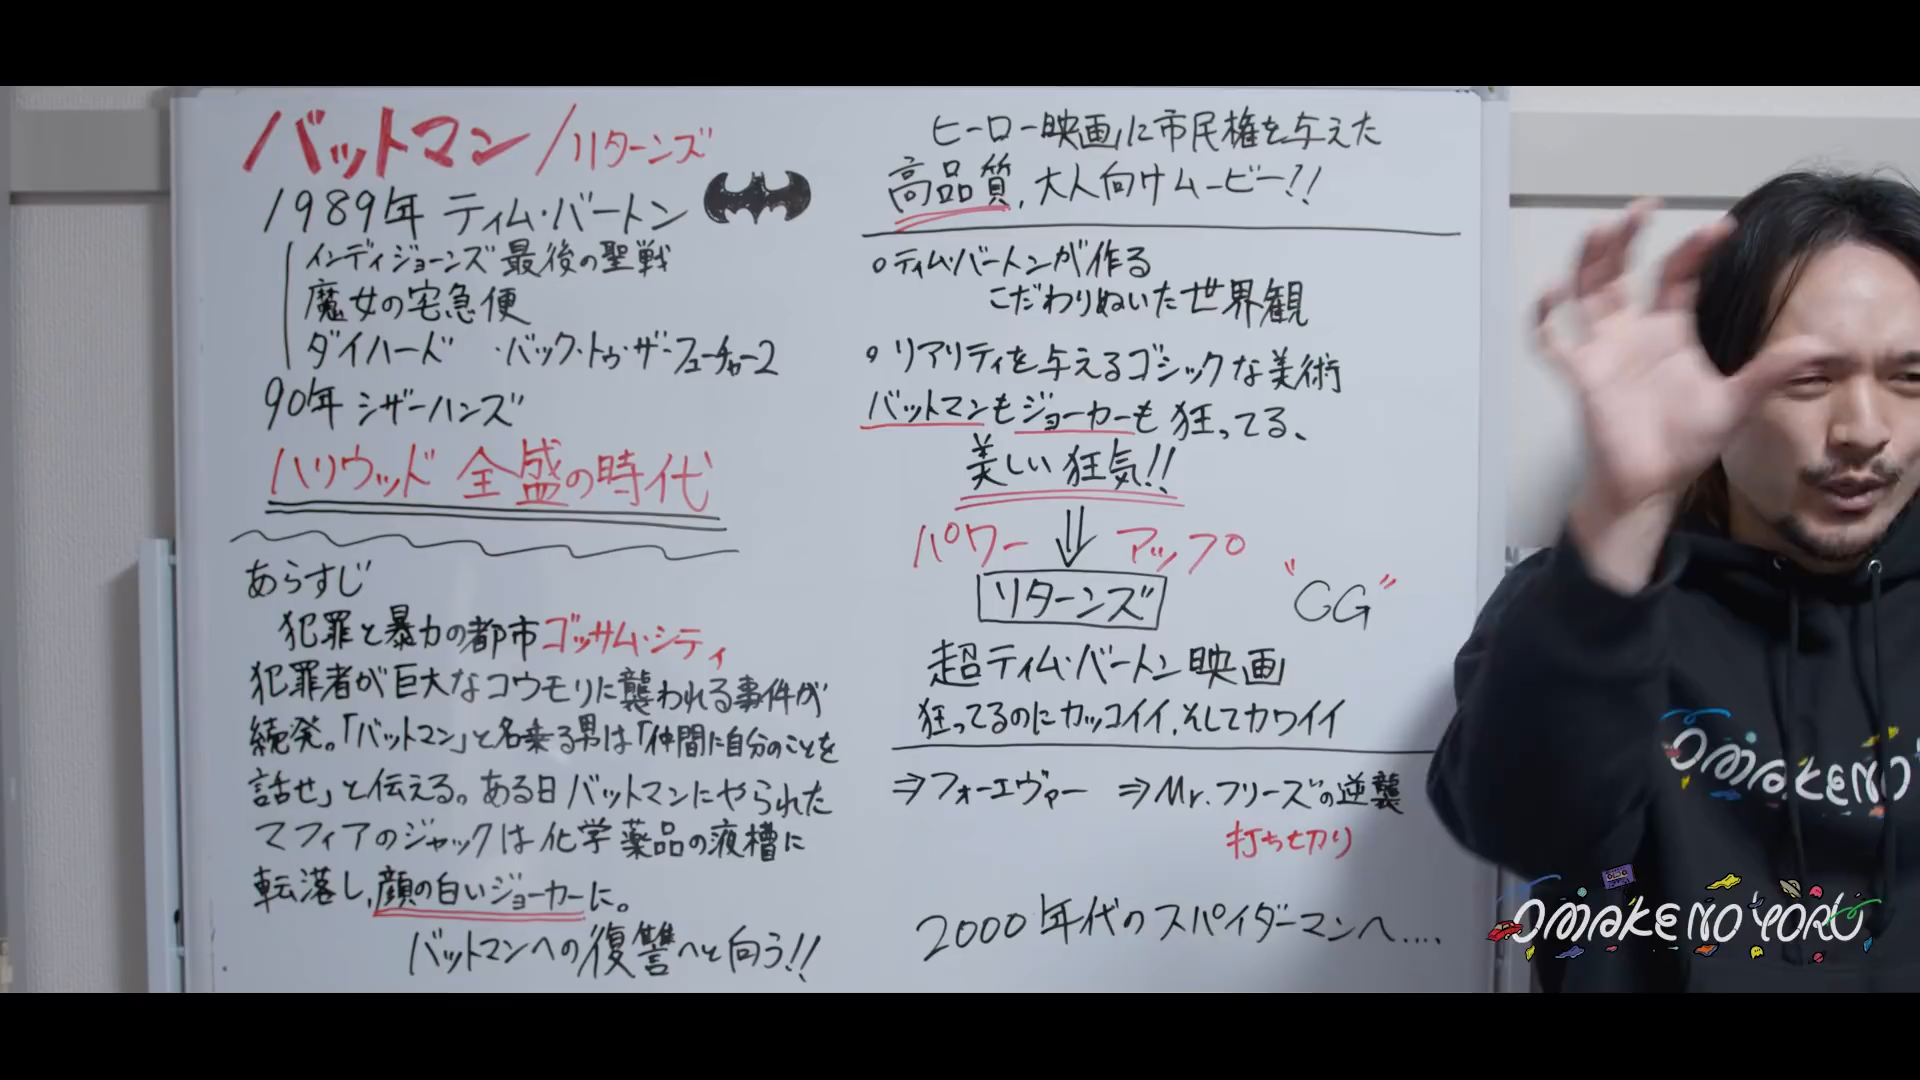 バットマン/リターンズ
1989年 ティム・バートン
インディジョーンズ 最後の聖戦
魔女の宅急便
ダイハード ・バック・トゥ・ザ・フューチャー2
90年 シザーハンズ
ハリウッド 全盛の時代
あらすじ
犯罪と暴力の都市ゴッサム・シティ
犯罪者が巨大なコウモリに襲われる事件が
続発。「バットマン」と名乗る男は「仲間に自分のことを
話せ」と伝える。ある日バットマンにやられた
マフィアのジャックは化学薬品の液槽に
転落し、顔の白いジョーカーに。
バットマンへの復讐へと向う!!
ヒーロー映画に市民権を与えた
高品質、大人向けムービー!!
○ティム・バートンが作る
こだわりぬいた世界観
○リアリティを与えるゴシックな美術
バットマンもジョーカーも狂ってる、
美しい狂気!!
パワー ⇓ アップ
リターンズ
"CG"
超ティム・バートン映画
狂ってるのにカッコイイ、そしてカワイイ
⇒フォーエヴァー ⇒Mr.フリーズの逆襲
打ち切り
2000年代のスパイダーマンへ....
OMAKENO
OMAKENOYORU